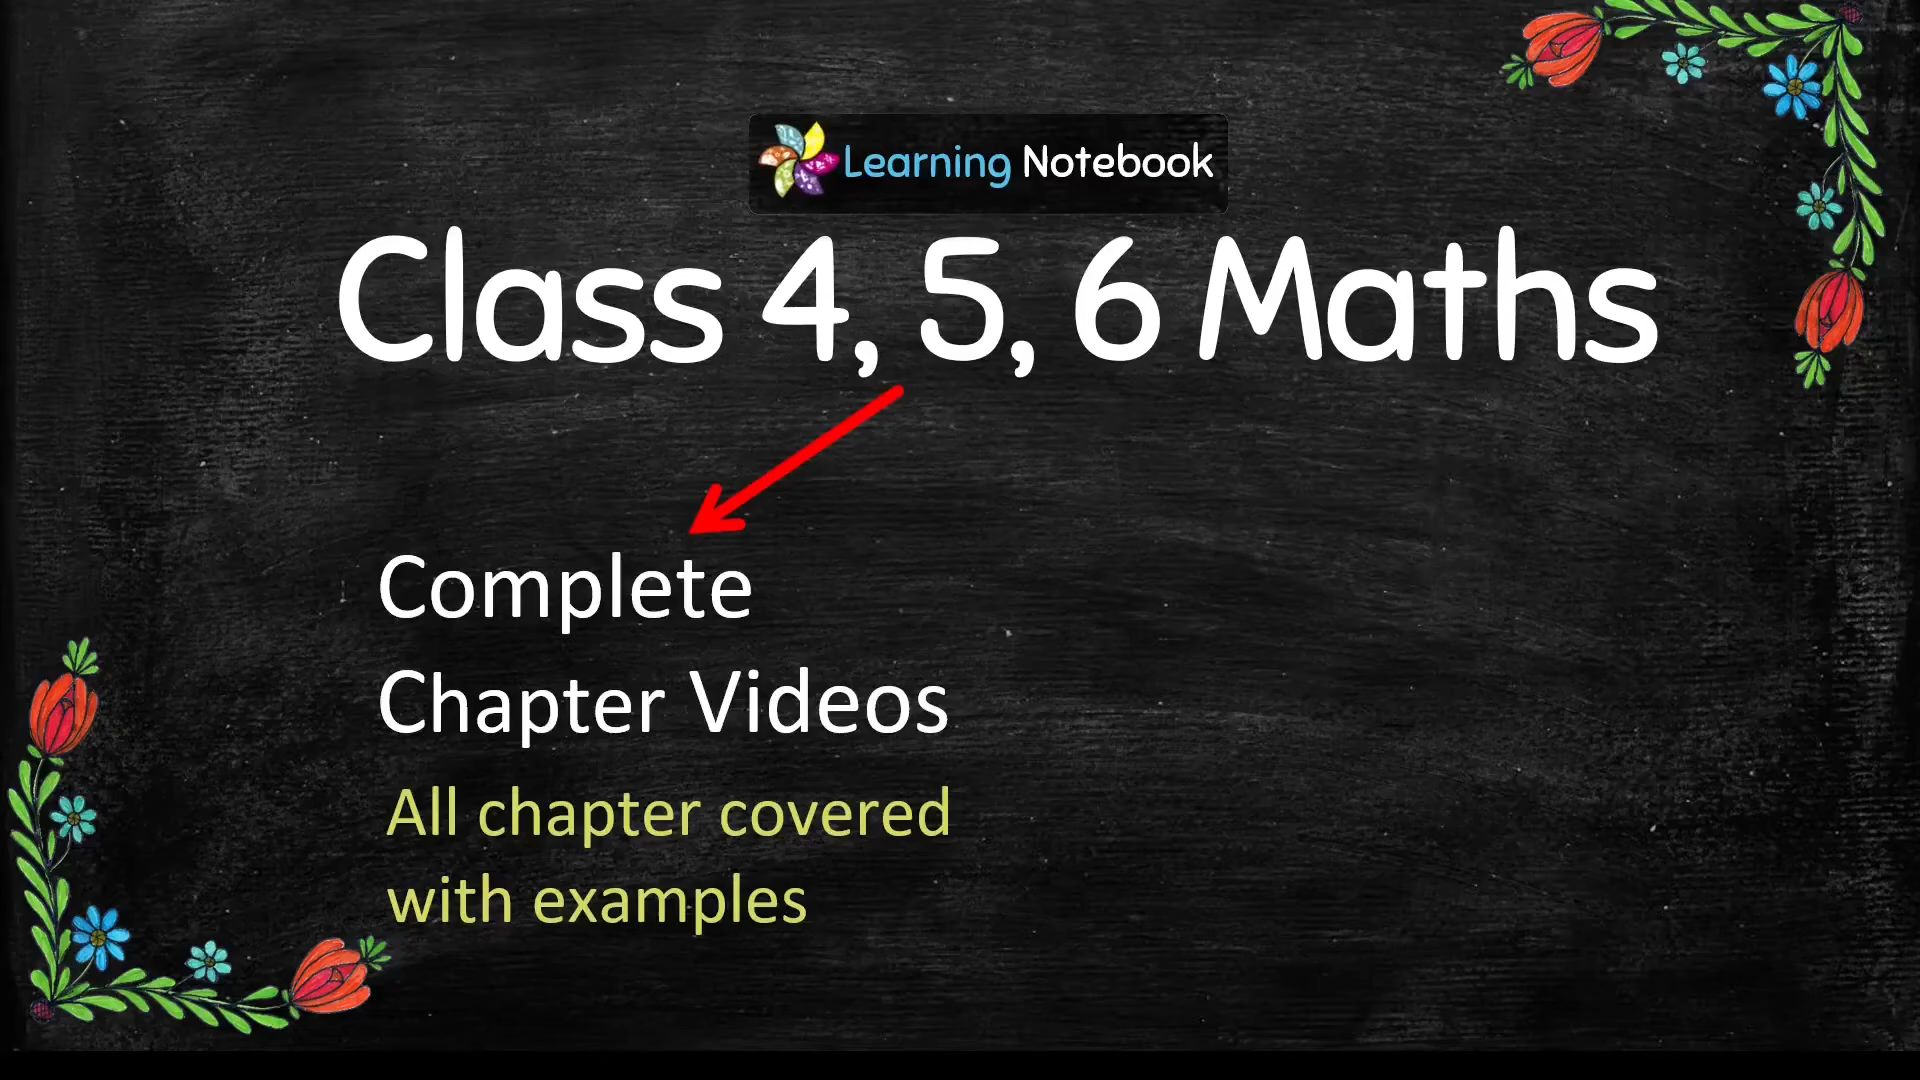 Learning Notebook
Class 4, 5, 6 Maths
Complete
Chapter Videos
All chapter covered
with examples